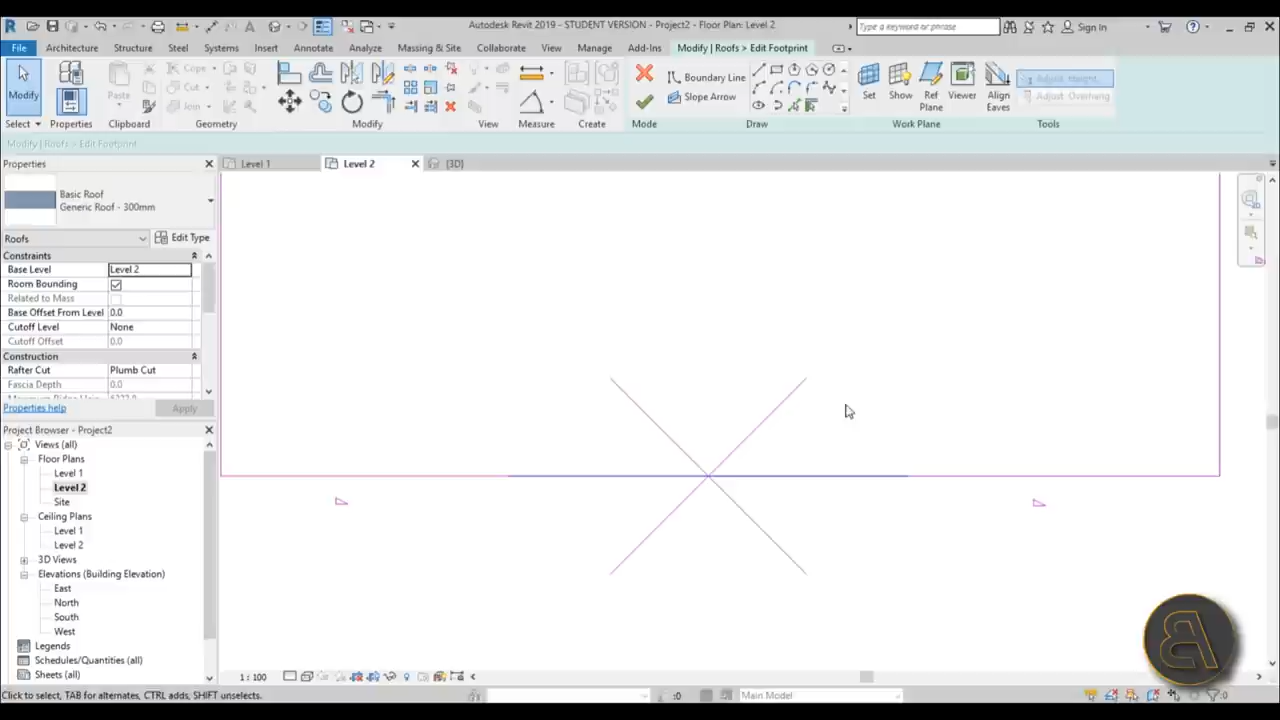 Autodesk Revit 2019 - STUDENT VERSION - Project2 - Floor Plan: Level 2
Type a keyword or phrase
Sign In
File Architecture Structure Steel Systems Insert Annotate Analyze Massing & Site Collaborate View Manage Add-Ins Modify | Roofs > Edit Footprint
Modify
Properties
Paste
Cope
Cut
Join
Boundary Line
Slope Arrow
Set
Show
Ref
Plane
Viewer
Align
Eaves
Adjust Height
Adjust Overhang
Select
Properties
Clipboard
Geometry
Modify
View
Measure
Create
Mode
Draw
Work Plane
Tools
Modify | Roofs > Edit Footprint
Properties
Level 1
Level 2
{3D}
Basic Roof
Generic Roof - 300mm
Roofs
Edit Type
Constraints
Base Level Level 2
Room Bounding
Related to Mass
Base Offset From Level 0.0
Cutoff Level None
Cutoff Offset 0.0
Construction
Rafter Cut Plumb Cut
Fascia Depth 0.0
Properties help
Apply
Project Browser - Project2
Views (all)
Floor Plans
Level 1
Level 2
Site
Ceiling Plans
Level 1
Level 2
3D Views
Elevations (Building Elevation)
East
North
South
West
Legends
Schedules/Quantities (all)
Sheets (all)
1 : 100
Click to select, TAB for alternates, CTRL adds, SHIFT unselects.
:0
Main Model
:0